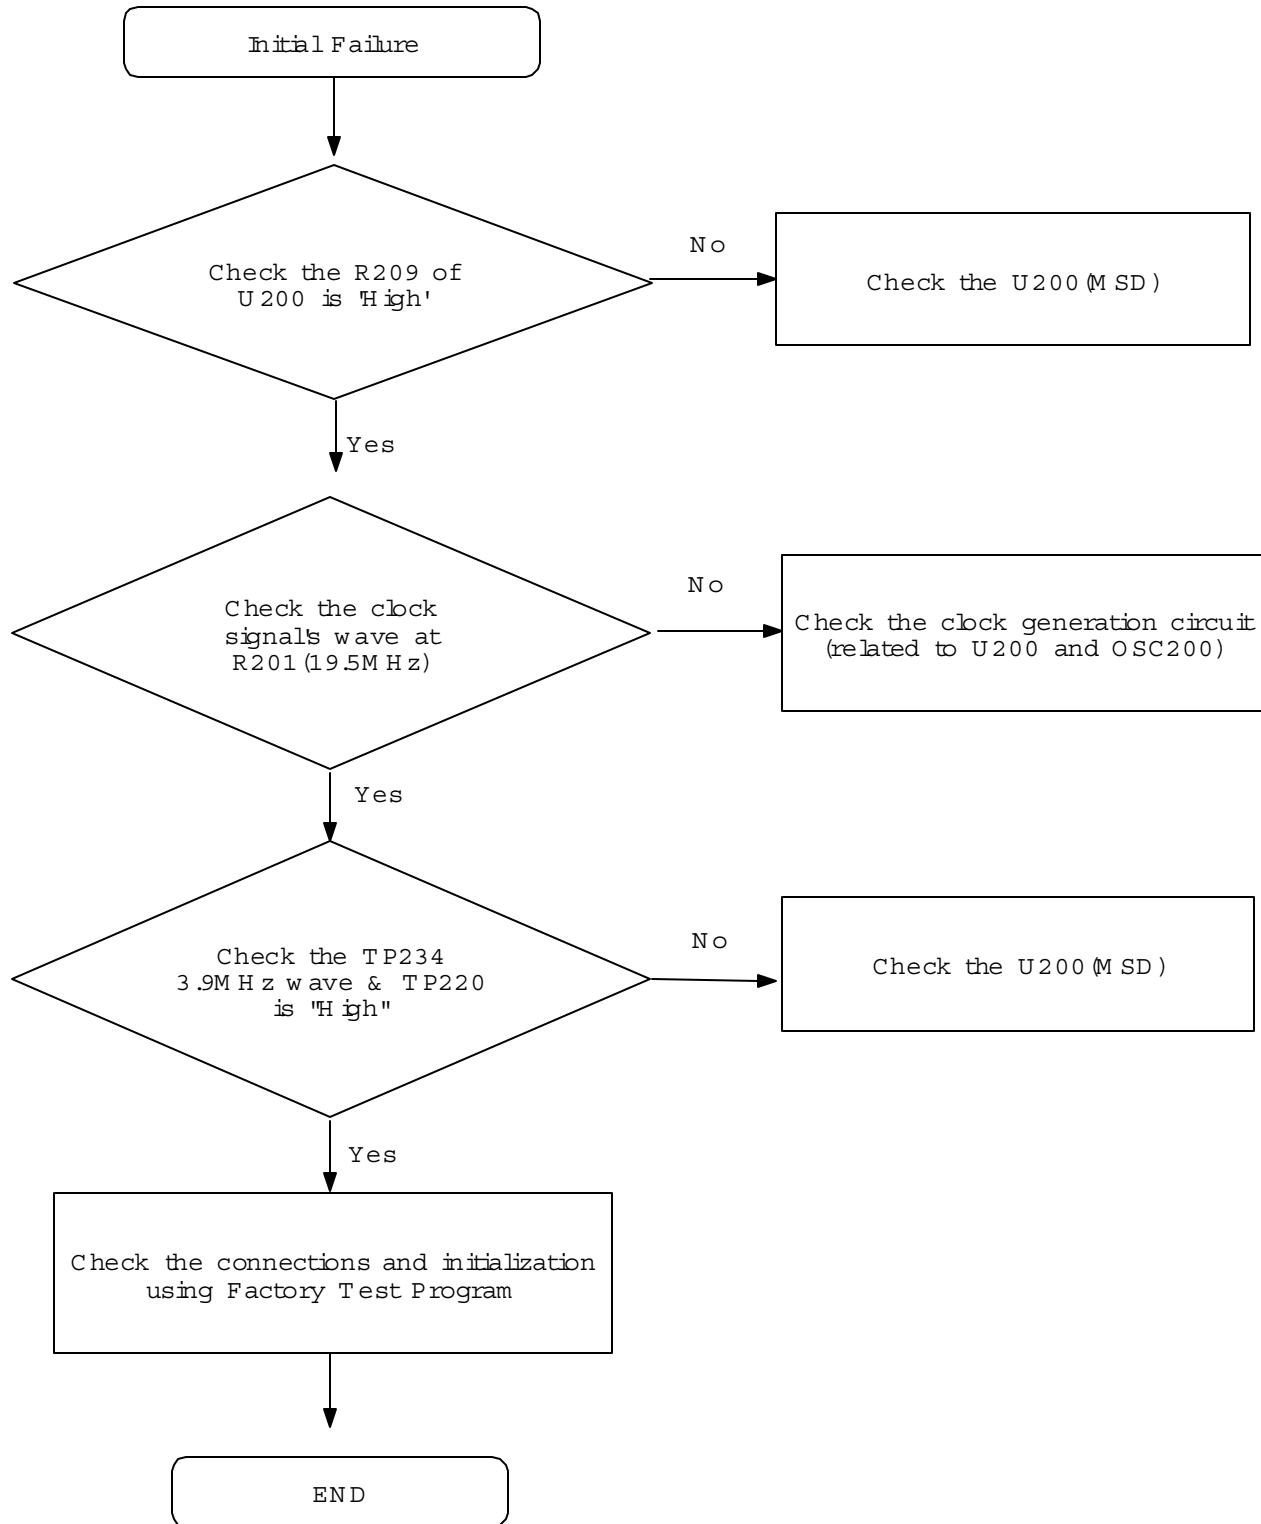 Initial Failure
Check the R209 of
U200 is 'High'
No
Check the U200(MSD)
Yes
Check the clock
signal's wave at
R201(19.5MHz)
No
Check the clock generation circuit
(related to U200 and OSC200)
Yes
Check the TP234
3.9MHz wave & TP220
is "High"
No
Check the U200(MSD)
Yes
Check the connections and initialization
using Factory Test Program
END